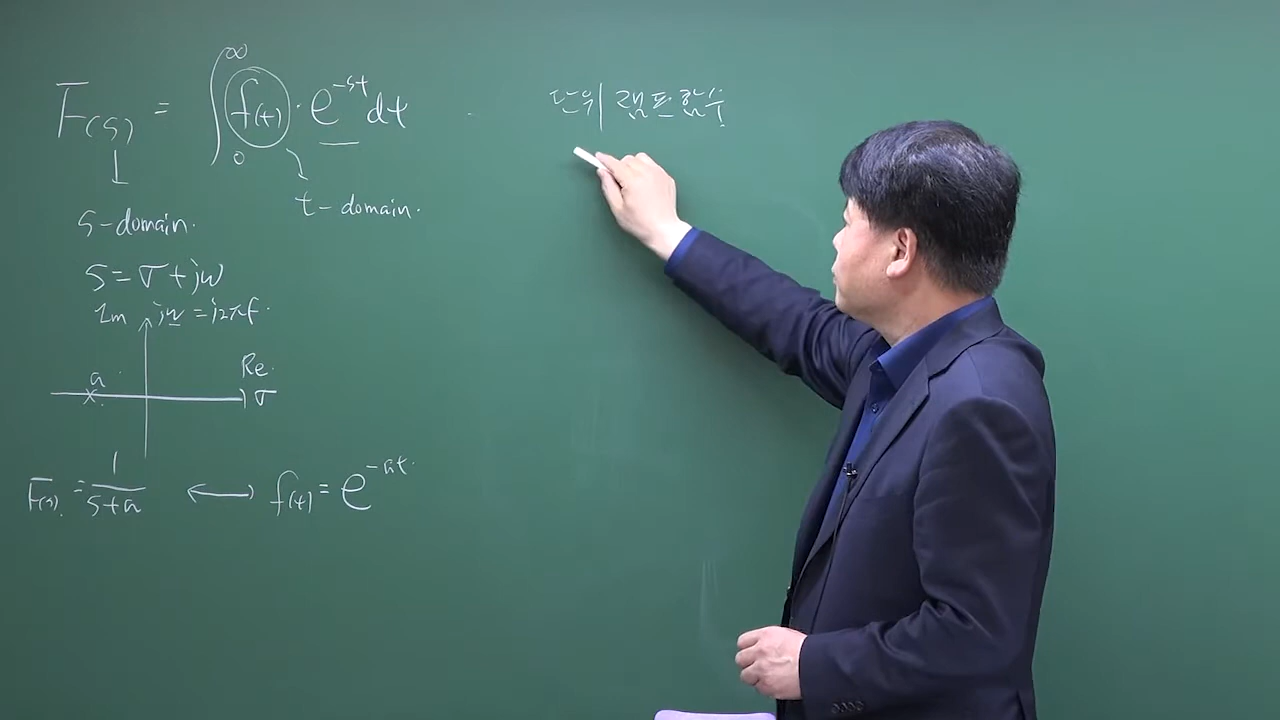 F(s) = ∫₀^∞ f(t) · e^{-st} dt
s-domain.
t-domain.
s = σ + jω
Im jω = j2πf.
a
Re.
σ
F(s) = 1/(s+a) ⟷ f(t) = e^{-at}.
단위 램프함수